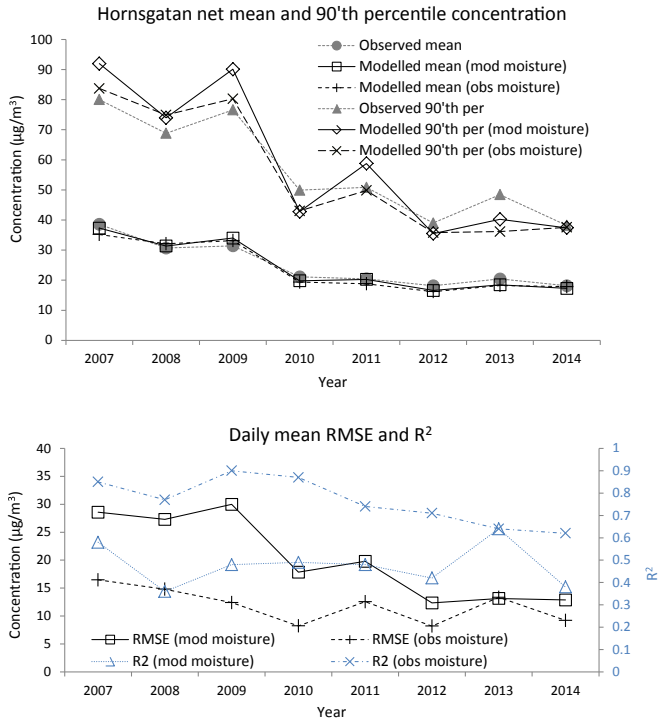 Hornsgatan net mean and 90'th percentile concentration
Concentration (µg/m³)
100
90
80
70
60
50
40
30
20
10
0
Observed mean
Modelled mean (mod moisture)
Modelled mean (obs moisture)
Observed 90'th per
Modelled 90'th per (mod moisture)
Modelled 90'th per (obs moisture)
2007 2008 2009 2010 2011 2012 2013 2014
Year
Daily mean RMSE and R²
Concentration (µg/m³)
40
35
30
25
20
15
10
5
0
RMSE (mod moisture) RMSE (obs moisture)
R2 (mod moisture) R2 (obs moisture)
1
0.9
0.8
0.7
0.6
0.5
0.4
0.3
0.2
0.1
0
R²
2007 2008 2009 2010 2011 2012 2013 2014
Year